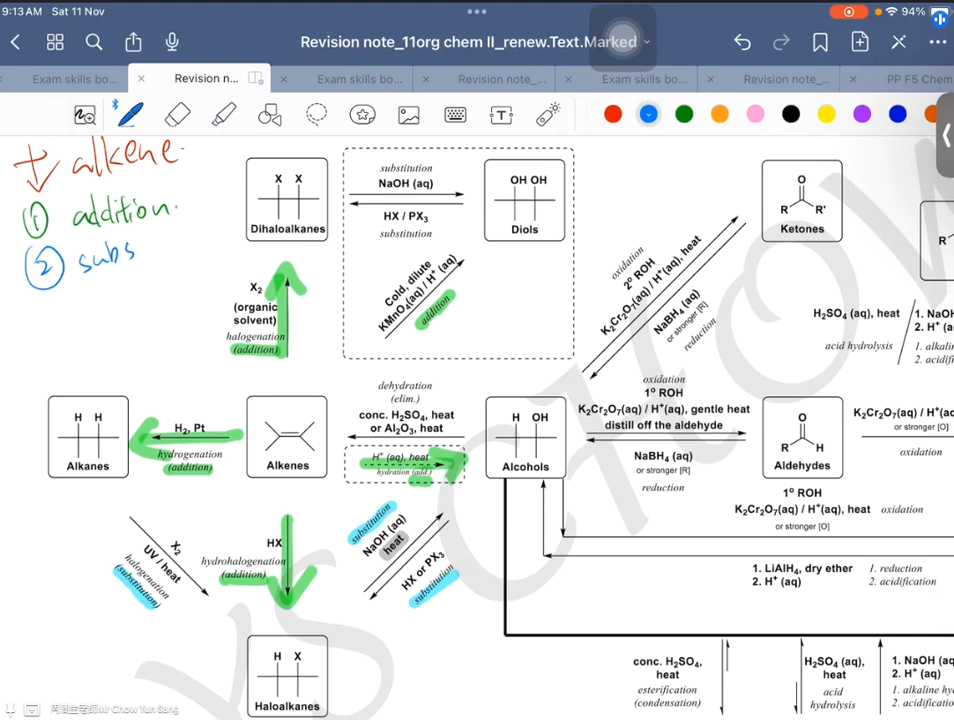 9:13 AM Sat 11 Nov
94%
Revision note_11org chem II_renew.Text.Marked
Exam skills bo...
Revision n...
Exam skills bo...
Revision note_...
Exam skills bo...
Revision note_...
PP F5 Chem
alkene.
① addition.
② subs
X X
Dihaloalkanes
substitution
NaOH (aq)
HX / PX₃
substitution
OH OH
Diols
Cold, dilute
KMnO₄(aq) / H⁺ (aq)
addition
X₂
(organic
solvent)
halogenation
(addition)
oxidation
2° ROH
K₂Cr₂O₇(aq) / H⁺(aq), heat
NaBH₄ (aq)
or stronger [R]
reduction
O
R R'
Ketones
R
H₂SO₄ (aq), heat
acid hydrolysis
1. NaOH
2. H⁺ (a
1. alkalin
2. acidifi
H H
Alkanes
H₂, Pt
hydrogenation
(addition)
Alkenes
dehydration
(elim.)
conc. H₂SO₄, heat
or Al₂O₃, heat
H⁺ (aq), heat
hydration (add.)
H OH
Alcohols
oxidation
1° ROH
K₂Cr₂O₇(aq) / H⁺(aq), gentle heat
distill off the aldehyde
NaBH₄ (aq)
or stronger [R]
reduction
O
R H
Aldehydes
K₂Cr₂O₇(aq) / H⁺(aq
or stronger [O]
oxidation
1° ROH
K₂Cr₂O₇(aq) / H⁺(aq), heat oxidation
or stronger [O]
X₂
UV / heat
halogenation
(substitution)
HX
hydrohalogenation
(addition)
substitution
NaOH (aq)
heat
HX or PX₃
substitution
1. LiAlH₄, dry ether 1. reduction
2. H⁺ (aq) 2. acidification
H X
Haloalkanes
conc. H₂SO₄,
heat
esterification
(condensation)
H₂SO₄ (aq),
heat
acid
hydrolysis
1. NaOH (aq
2. H⁺ (aq)
1. alkaline hy
2. acidificatio
YS CHOW
Mr Chow Yun Sang